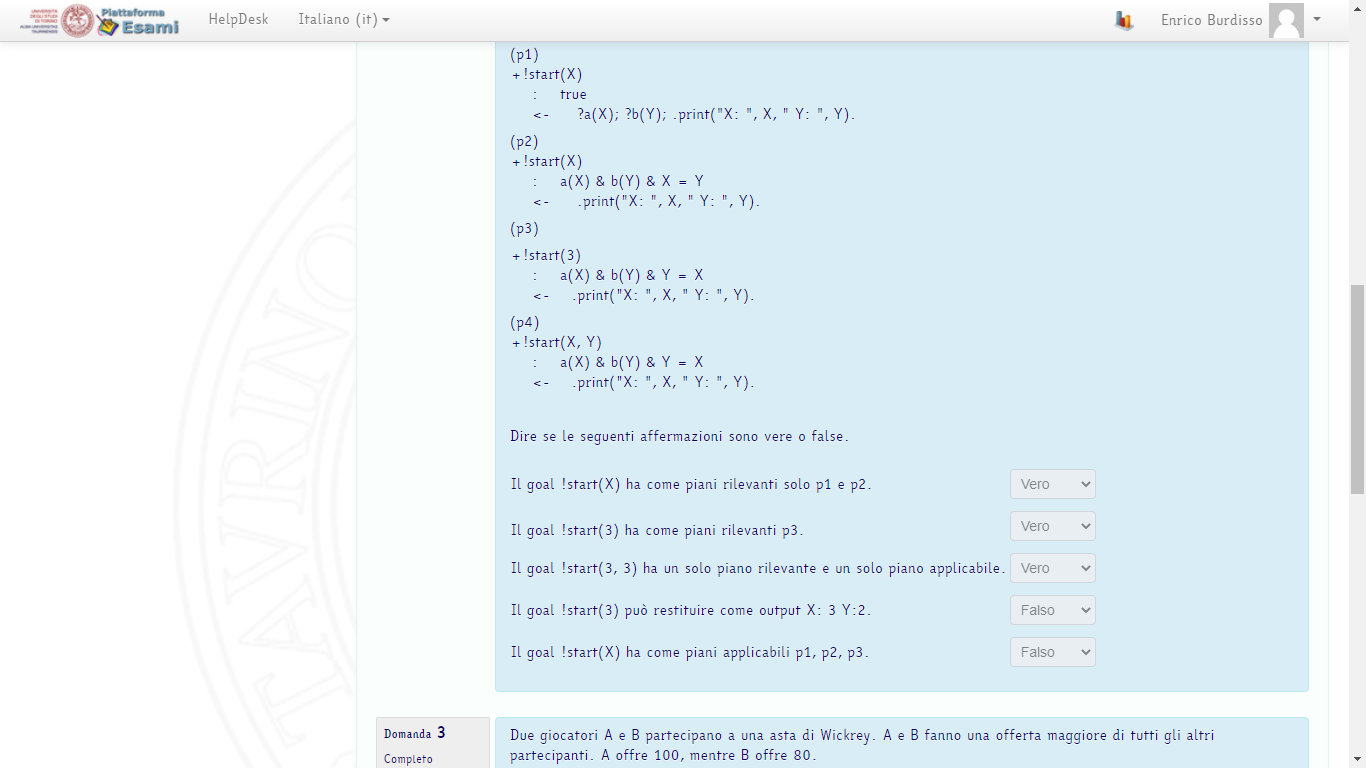 UNIVERSITÀ
DEGLI STUDI
DI TORINO
ALMA UNIVERSITAS
TAURINENSIS
Piattaforma
Esami
HelpDesk
Italiano (it)
Enrico Burdisso
(p1)
+!start(X)
: true
<- ?a(X); ?b(Y); .print("X: ", X, " Y: ", Y).
(p2)
+!start(X)
: a(X) & b(Y) & X = Y
<- .print("X: ", X, " Y: ", Y).
(p3)
+!start(3)
: a(X) & b(Y) & Y = X
<- .print("X: ", X, " Y: ", Y).
(p4)
+!start(X, Y)
: a(X) & b(Y) & Y = X
<- .print("X: ", X, " Y: ", Y).
Dire se le seguenti affermazioni sono vere o false.
Il goal !start(X) ha come piani rilevanti solo p1 e p2. Vero
Il goal !start(3) ha come piani rilevanti p3. Vero
Il goal !start(3, 3) ha un solo piano rilevante e un solo piano applicabile. Vero
Il goal !start(3) può restituire come output X: 3 Y:2. Falso
Il goal !start(X) ha come piani applicabili p1, p2, p3. Falso
Domanda 3
Completo
Due giocatori A e B partecipano a una asta di Wickrey. A e B fanno una offerta maggiore di tutti gli altri
partecipanti. A offre 100, mentre B offre 80.